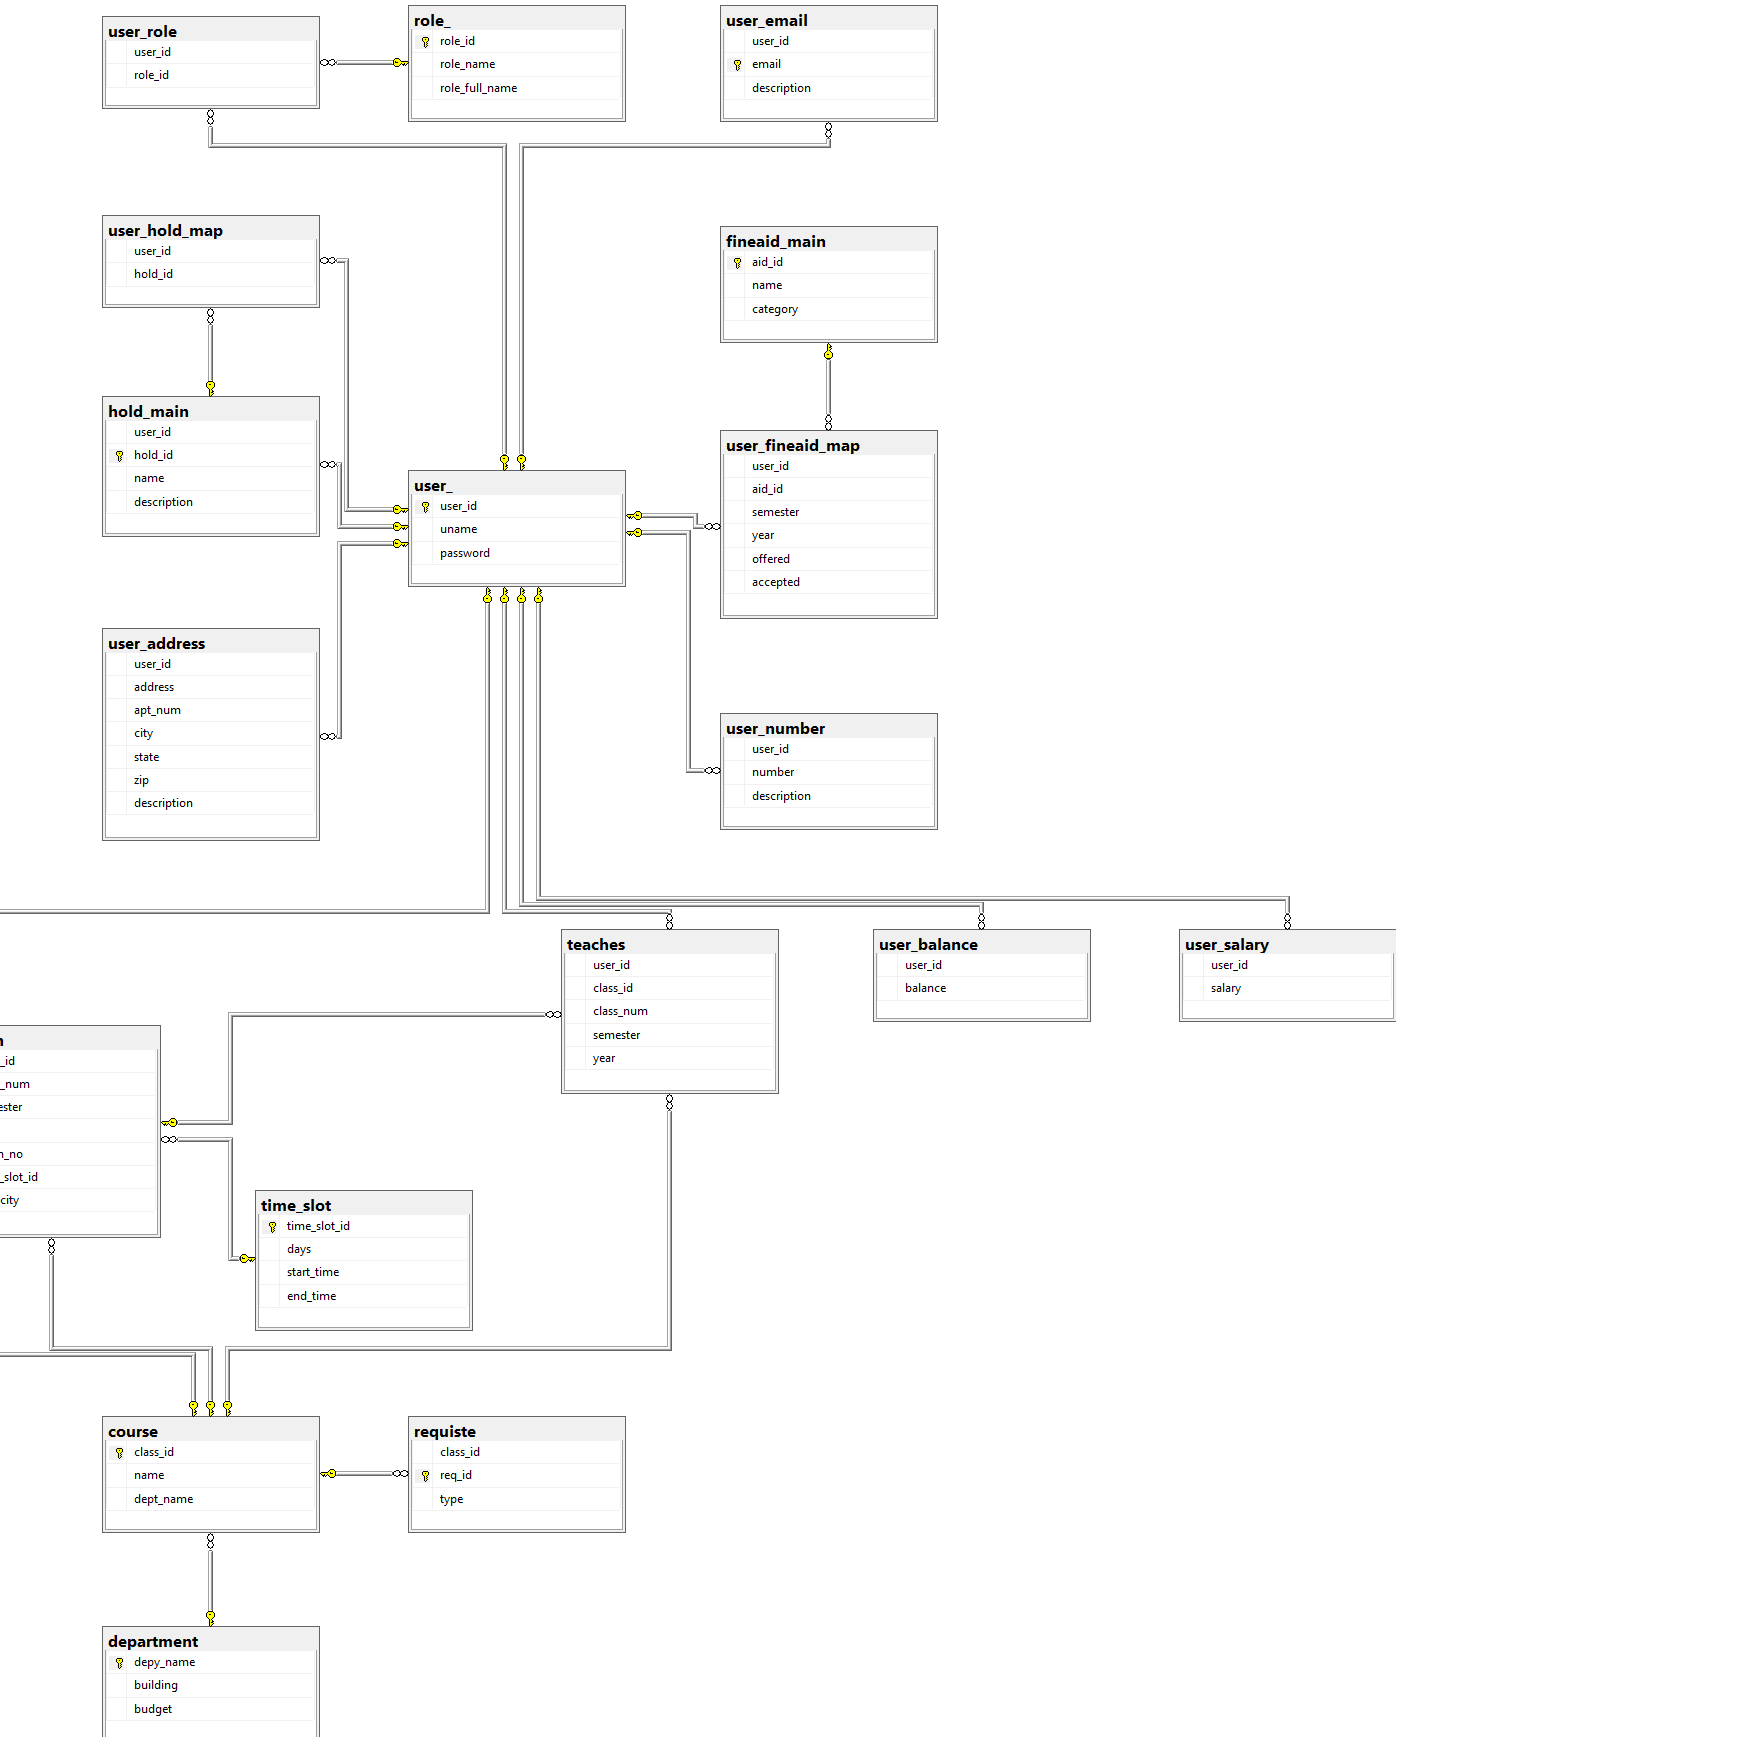 user_role
user_id
role_id
role_
role_id
role_name
role_full_name
user_email
user_id
email
description
user_hold_map
user_id
hold_id
fineaid_main
aid_id
name
category
hold_main
user_id
hold_id
name
description
user_
user_id
uname
password
user_fineaid_map
user_id
aid_id
semester
year
offered
accepted
user_address
user_id
address
apt_num
city
state
zip
description
user_number
user_id
number
description
teaches
user_id
class_id
class_num
semester
year
user_balance
user_id
balance
user_salary
user_id
salary
_id
_num
ester
_no
_slot_id
city
time_slot
time_slot_id
days
start_time
end_time
course
class_id
name
dept_name
requiste
class_id
req_id
type
department
depy_name
building
budget